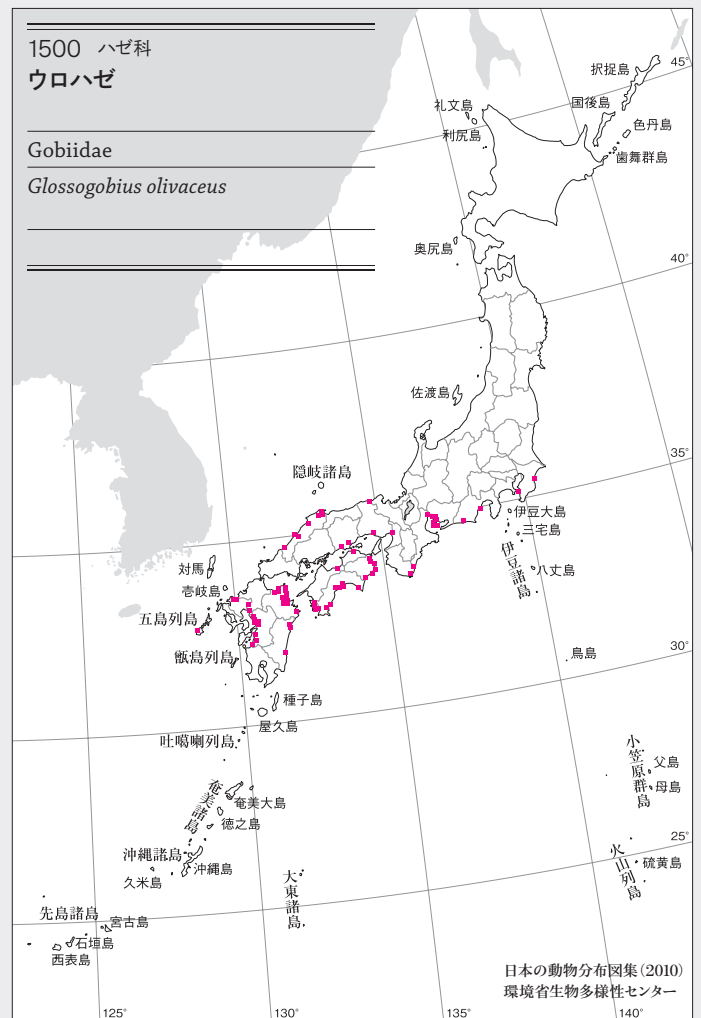 1500 ハゼ科
ウロハゼ
Gobiidae
Glossogobius olivaceus
択捉島
45°
礼文島
国後島
色丹島
利尻島
歯舞群島
奥尻島
40°
佐渡島
35°
隠岐諸島
伊豆大島
三宅島
伊豆諸島
八丈島
対馬
壱岐島
五島列島
甑島列島
30°
鳥島
種子島
屋久島
吐噶喇列島
小笠原群島
父島
母島
奄美諸島
奄美大島
徳之島
25°
沖縄諸島
沖縄島
久米島
火山列島
硫黄島
大東諸島
先島諸島
宮古島
石垣島
西表島
日本の動物分布図集(2010)
環境省生物多様性センター
125°
130°
135°
140°